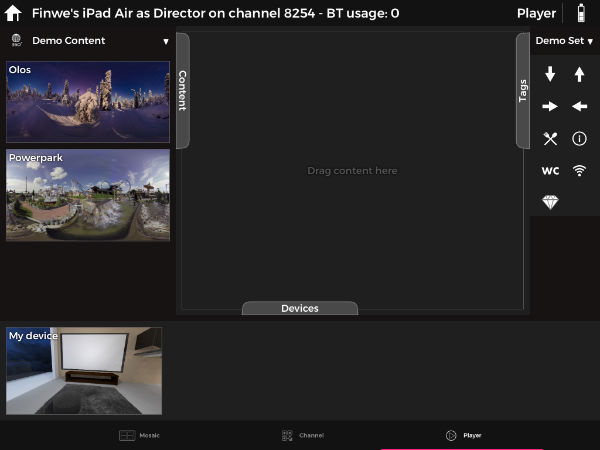 Finwe's iPad Air as Director on channel 8254 - BT usage: 0
Player
360°
Demo Content
Demo Set
Olos
Content
Tags
Powerpark
Drag content here
WC
Devices
My device
Mosaic
Channel
Player